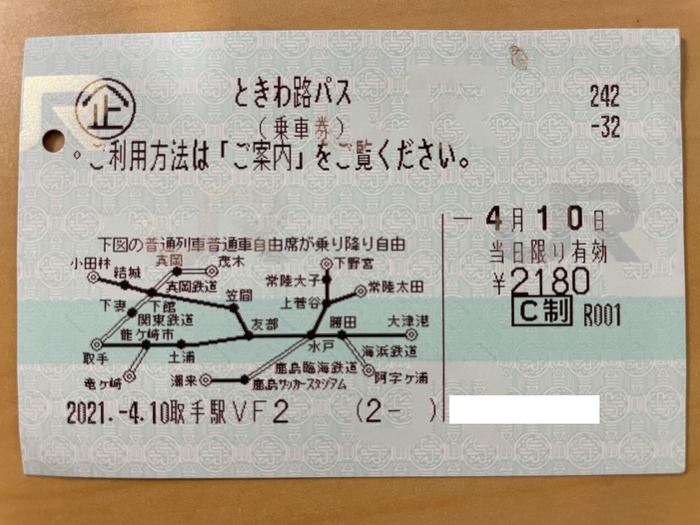 企
ときわ路パス
242
(乗車券)
-32
。ご利用方法は「ご案内」をご覧ください。
-4月10日
当日限り有効
¥2180
C制 R001
下図の普通列車普通車自由席が乗り降り自由
小田林
結城
真岡
茂木
真岡鉄道
下野宮
常陸大子
常陸太田
上菅谷
笠間
下妻
下館
関東鉄道
竜ヶ崎市
友部
勝田
大津港
取手
土浦
水戸
海浜鉄道
竜ヶ崎
潮来
鹿島臨海鉄道
鹿島サッカースタジアム
阿字ヶ浦
2021.-4.10取手駅VF2 (2- )